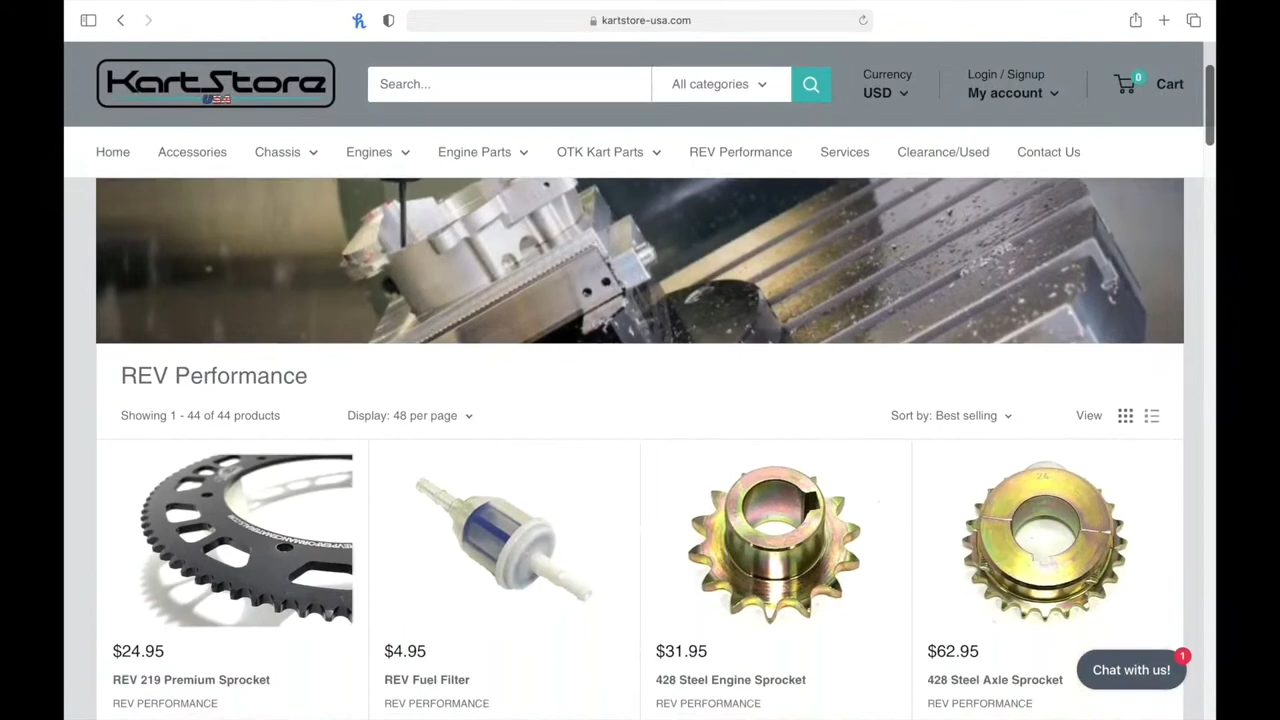 kartstore-usa.com
KartStore
USA
Search...
All categories
Currency
USD
Login / Signup
My account
0
Cart
Home
Accessories
Chassis
Engines
Engine Parts
OTK Kart Parts
REV Performance
Services
Clearance/Used
Contact Us
REV Performance
Showing 1 - 44 of 44 products
Display: 48 per page
Sort by: Best selling
View
24
$24.95
$4.95
$31.95
$62.95
REV 219 Premium Sprocket
REV Fuel Filter
428 Steel Engine Sprocket
428 Steel Axle Sprocket
REV PERFORMANCE
REV PERFORMANCE
REV PERFORMANCE
REV PERFORMANCE
Chat with us!
1